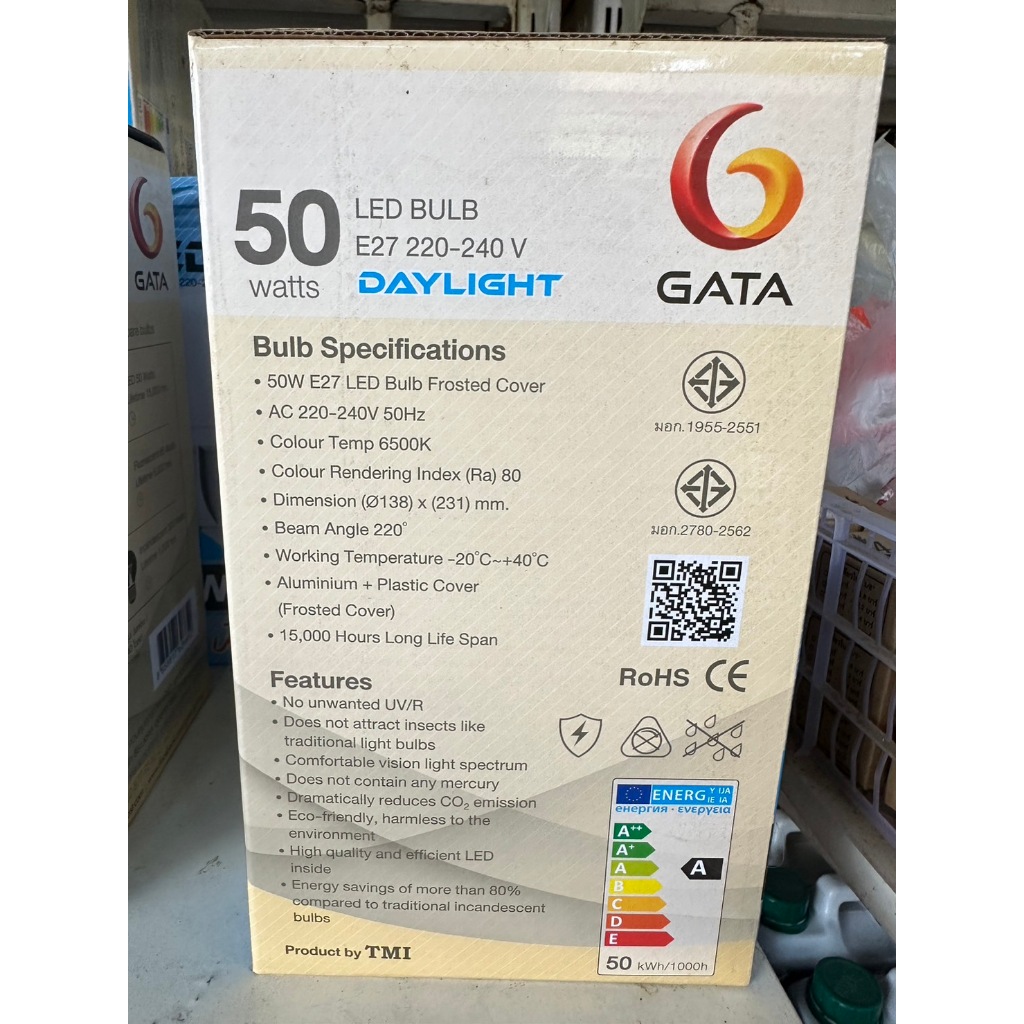 50
watts
LED BULB
E27 220-240 V
DAYLIGHT
GATA
GATA
Bulb Specifications
• 50W E27 LED Bulb Frosted Cover
• AC 220-240V 50Hz
• Colour Temp 6500K
• Colour Rendering Index (Ra) 80
• Dimension (Ø138) x (231) mm.
• Beam Angle 220°
• Working Temperature -20°C~+40°C
• Aluminium + Plastic Cover
(Frosted Cover)
• 15,000 Hours Long Life Span
มอก.1955-2551
มอก.2780-2562
RoHS CE
Features
• No unwanted UV/R
• Does not attract insects like
traditional light bulbs
• Comfortable vision light spectrum
• Does not contain any mercury
• Dramatically reduces CO₂ emission
• Eco-friendly, harmless to the
environment
• High quality and efficient LED
inside
• Energy savings of more than 80%
compared to traditional incandescent
bulbs
Product by TMI
ENERG Y IJA
IE IA
енергия · ενεργεια
A++
A+
A
A
B
C
D
E
50 kWh/1000h